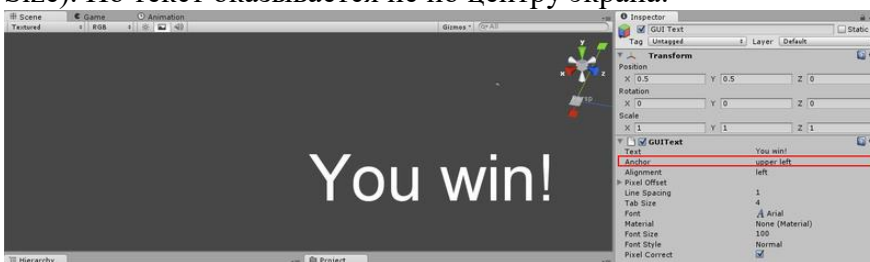 Size). Но текст оказывается не по центру экрана.
Scene Game Animation
Textured RGB Gizmos All
You win!
Hierarchy Project
Inspector
GUI Text Static
Tag Untagged Layer Default
Transform
Position
X 0.5 Y 0.5 Z 0
Rotation
X 0 Y 0 Z 0
Scale
X 1 Y 1 Z 1
GUIText
Text You win!
Anchor upper left
Alignment left
Pixel Offset
Line Spacing 1
Tab Size 4
Font Arial
Material None (Material)
Font Size 100
Font Style Normal
Pixel Correct